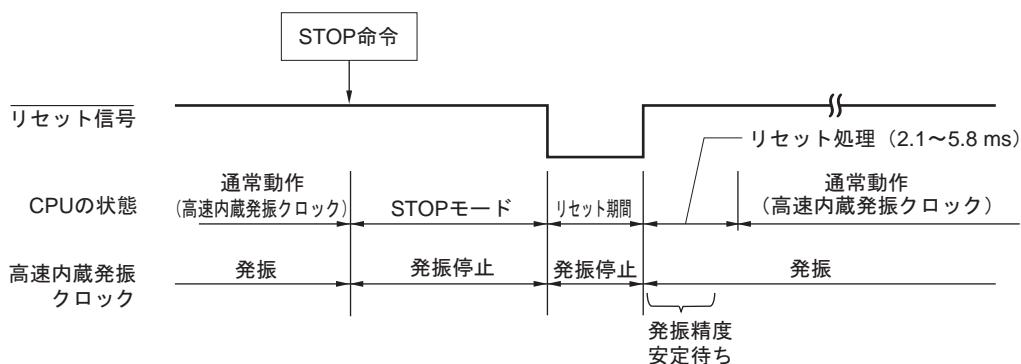 STOP命令
リセット信号
リセット処理（2.1～5.8 ms）
CPUの状態
通常動作
（高速内蔵発振クロック）
STOPモード
リセット期間
通常動作
（高速内蔵発振クロック）
高速内蔵発振
クロック
発振
発振停止
発振停止
発振
発振精度
安定待ち